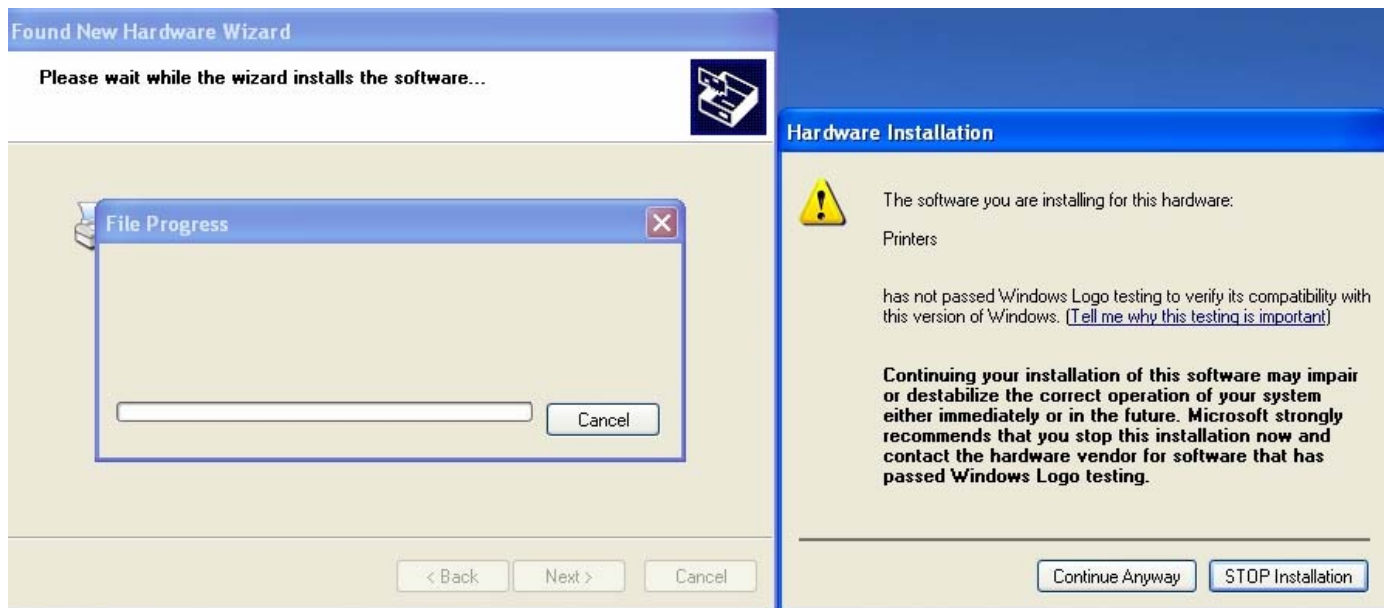 Found New Hardware Wizard
Please wait while the wizard installs the software...
File Progress
Cancel
< Back
Next >
Cancel
Hardware Installation
The software you are installing for this hardware:
Printers
has not passed Windows Logo testing to verify its compatibility with
this version of Windows. (Tell me why this testing is important)
Continuing your installation of this software may impair
or destabilize the correct operation of your system
either immediately or in the future. Microsoft strongly
recommends that you stop this installation now and
contact the hardware vendor for software that has
passed Windows Logo testing.
Continue Anyway
STOP Installation